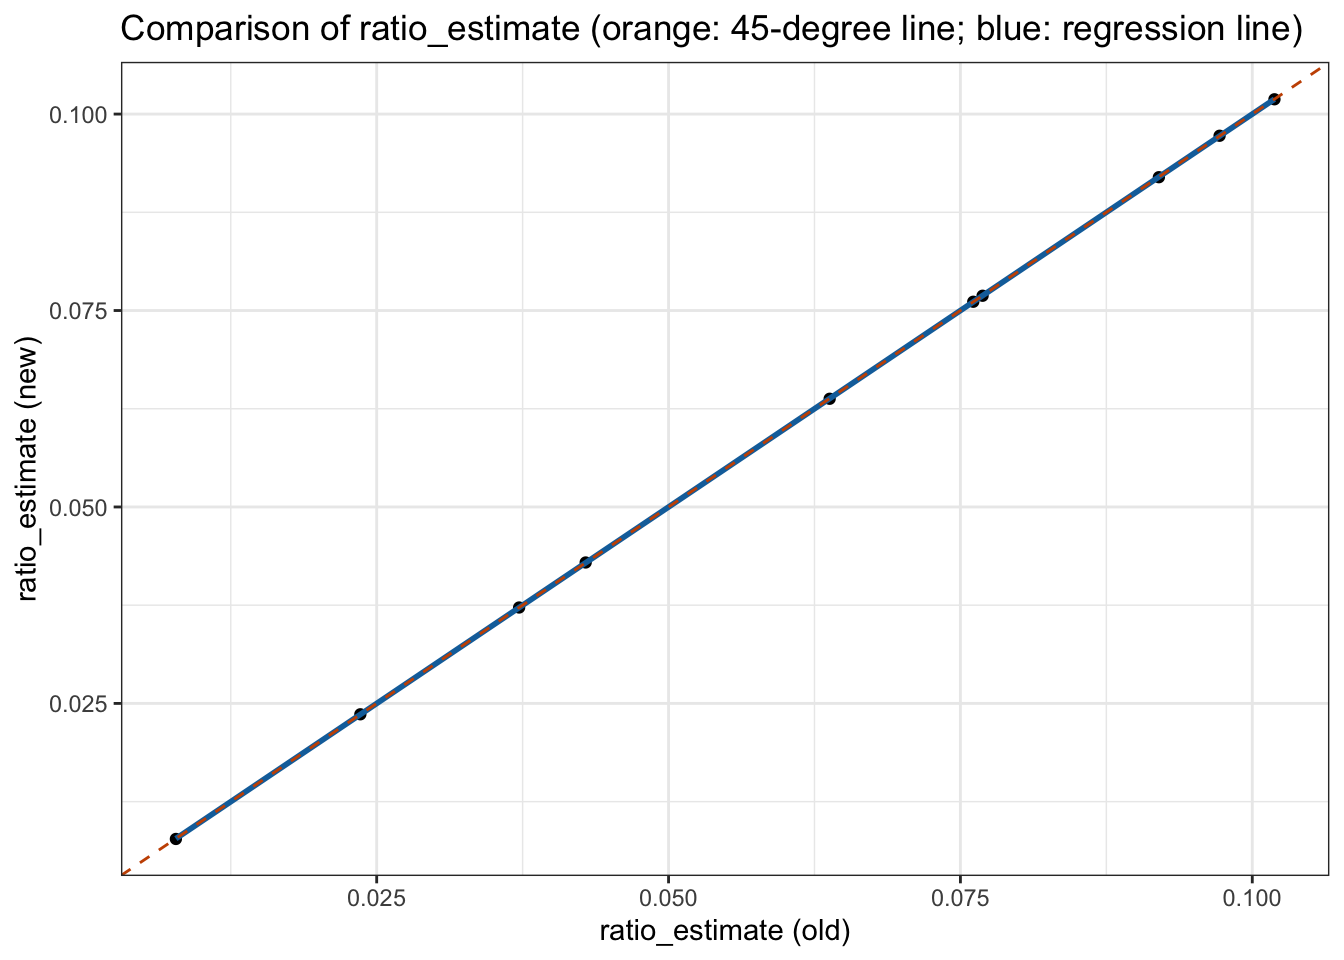 Comparison of ratio_estimate (orange: 45-degree line; blue: regression line)
0.100
0.075
0.050
0.025
ratio_estimate (new)
0.025 0.050 0.075 0.100
ratio_estimate (old)